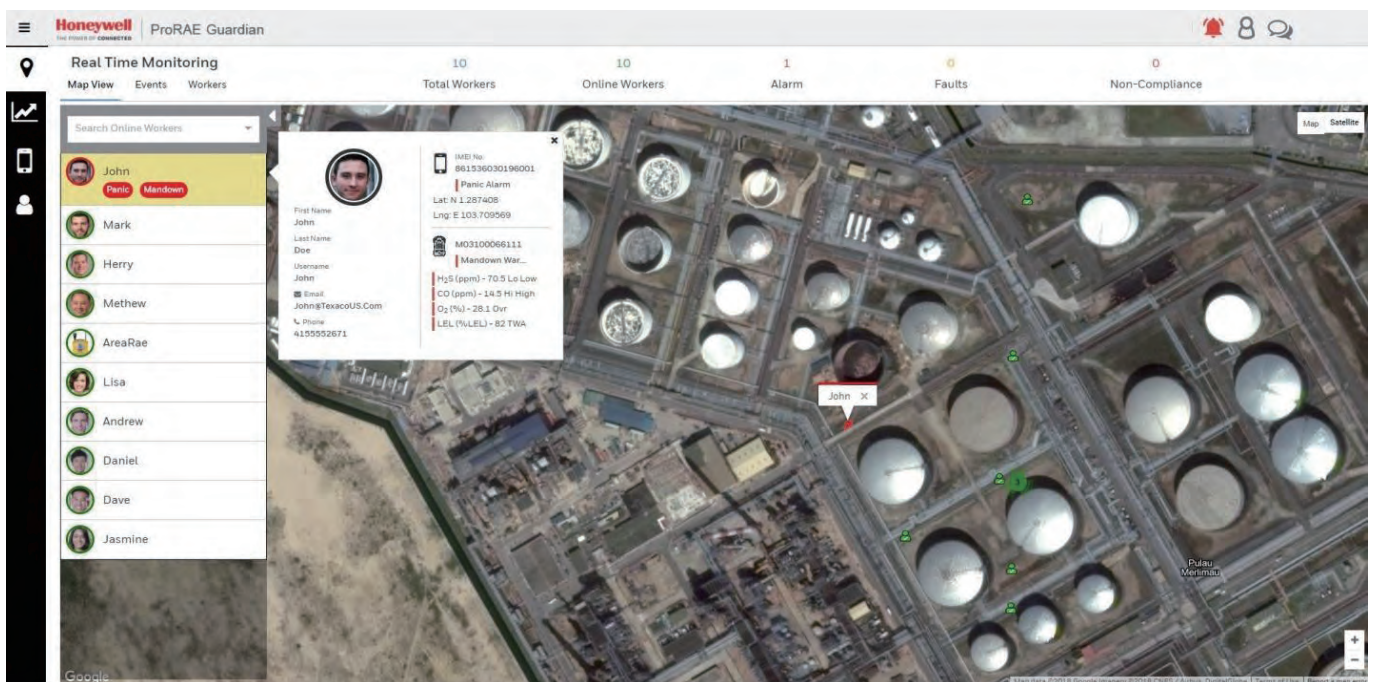 Honeywell
THE POWER OF CONNECTED
ProRAE Guardian
Real Time Monitoring
Map View Events Workers
10
Total Workers
10
Online Workers
1
Alarm
0
Faults
0
Non-Compliance
Search Online Workers
John
Panic Mandown
Mark
Herry
Methew
AreaRae
Lisa
Andrew
Daniel
Dave
Jasmine
First Name
John
Last Name
Doe
Username
John
Email
John@TexacoUS.Com
Phone
4155552671
IMEI No.
861536030196001
Panic Alarm
Lat: N 1.287408
Lng: E 103.709569
M03100066111
Mandown War...
H₂S (ppm) - 70.5 Lo Low
CO (ppm) - 14.5 Hi High
O₂ (%) - 28.1 Ovr
LEL (%LEL) - 82 TWA
Map Satellite
John ×
3
Pulau
Merlimau
+
−
Google